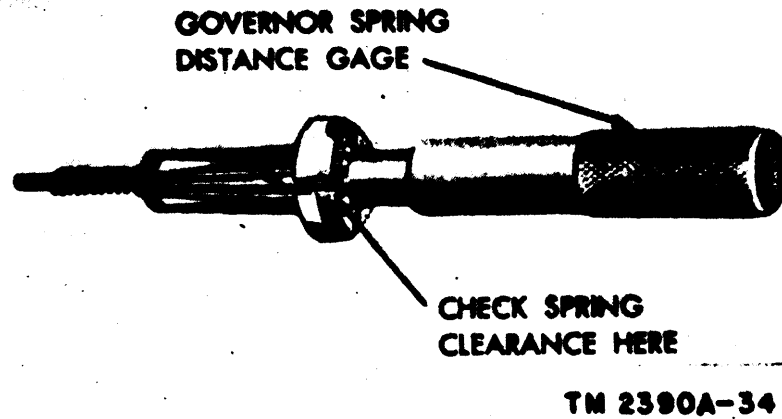 GOVERNOR SPRING
DISTANCE GAGE
CHECK SPRING
CLEARANCE HERE
TM 2390A-34